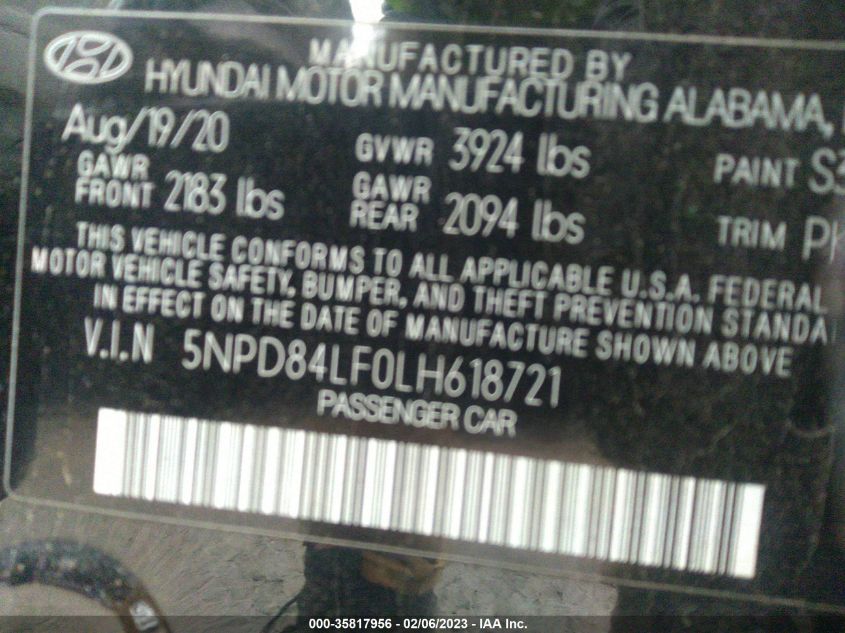 MANUFACTURED BY
HYUNDAI MOTOR MANUFACTURING ALABAMA,
Aug/19/20 GVWR 3924 lbs PAINT S3
GAWR FRONT 2183 lbs GAWR REAR 2094 lbs TRIM
THIS VEHICLE CONFORMS TO ALL APPLICABLE U.S.A. FEDERAL
MOTOR VEHICLE SAFETY, BUMPER, AND THEFT PREVENTION STANDA
IN EFFECT ON THE DATE OF MANUFACTURE SHOWN ABOVE
V.I.N 5NPD84LF0LH618721
PASSENGER CAR
000-35817956 - 02/06/2023 - IAA Inc.